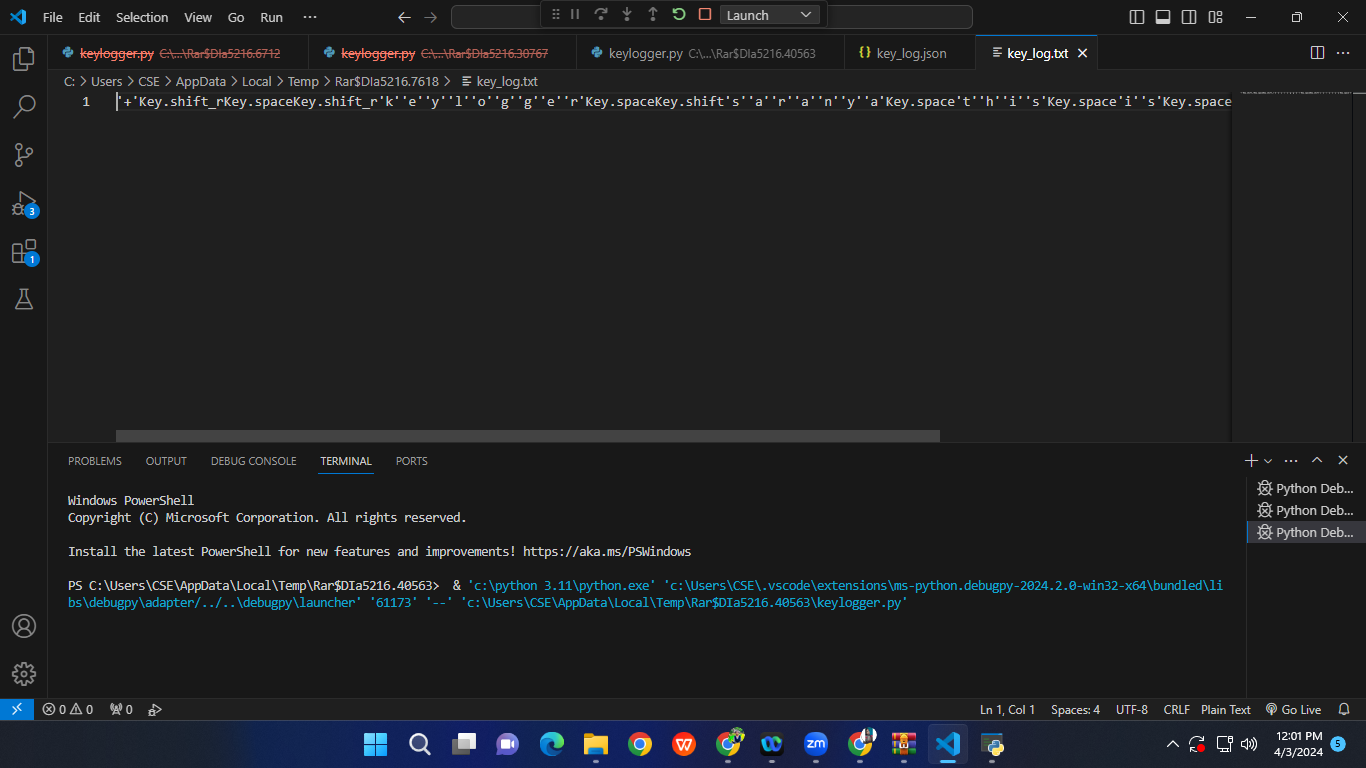 File Edit Selection View Go Run ··· Launch
keylogger.py C:\...\Rar$DIa5216.6712 keylogger.py C:\...\Rar$DIa5216.30767 keylogger.py C:\...\Rar$DIa5216.40563 {} key_log.json key_log.txt
C: > Users > CSE > AppData > Local > Temp > Rar$DIa5216.7618 > key_log.txt
1 '+'Key.shift_rKey.spaceKey.shift_r'k''e''y''l''o''g''g''e''r'Key.spaceKey.shift's''a''r''a''n''y''a'Key.space't''h''i''s'Key.space'i''s'Key.space
3
1
PROBLEMS OUTPUT DEBUG CONSOLE TERMINAL PORTS
Windows PowerShell
Copyright (C) Microsoft Corporation. All rights reserved.
Install the latest PowerShell for new features and improvements! https://aka.ms/PSWindows
PS C:\Users\CSE\AppData\Local\Temp\Rar$DIa5216.40563> & 'c:\python 3.11\python.exe' 'c:\Users\CSE\.vscode\extensions\ms-python.debugpy-2024.2.0-win32-x64\bundled\li
bs\debugpy\adapter/../..\debugpy\launcher' '61173' '--' 'c:\Users\CSE\AppData\Local\Temp\Rar$DIa5216.40563\keylogger.py'
Python Deb...
Python Deb...
Python Deb...
0 0 0 Ln 1, Col 1 Spaces: 4 UTF-8 CRLF Plain Text Go Live
W zm 12:01 PM
4/3/2024 5